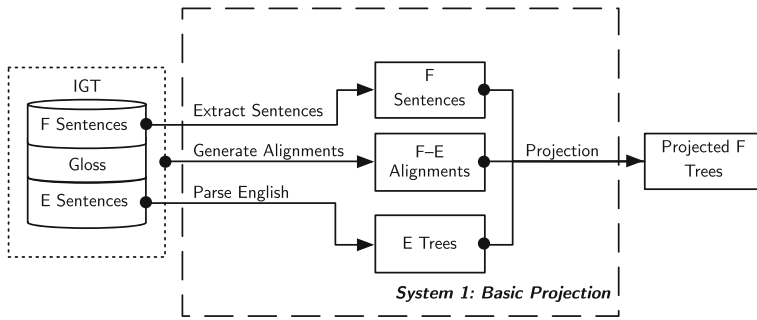 IGT
F Sentences
Gloss
E Sentences
Extract Sentences
Generate Alignments
Parse English
F
Sentences
F–E
Alignments
E Trees
Projection
System 1: Basic Projection
Projected F
Trees